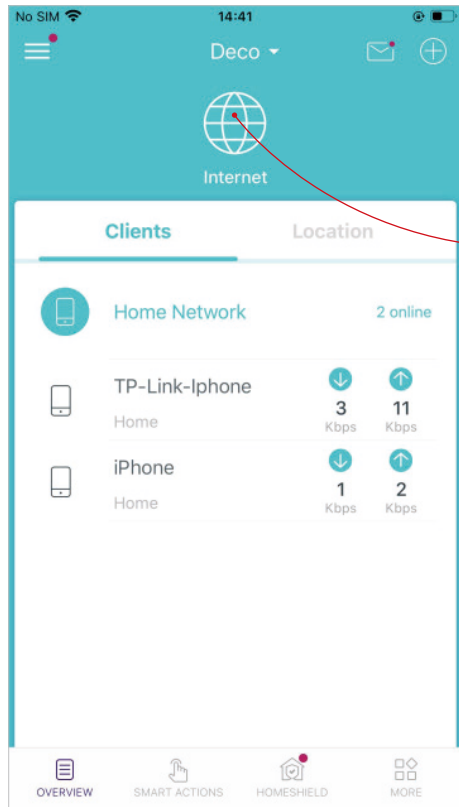 No SIM 14:41
Deco
Internet
Clients Location
Home Network 2 online
TP-Link-Iphone 3 11
Home Kbps Kbps
iPhone 1 2
Home Kbps Kbps
OVERVIEW SMART ACTIONS HOMESHIELD MORE